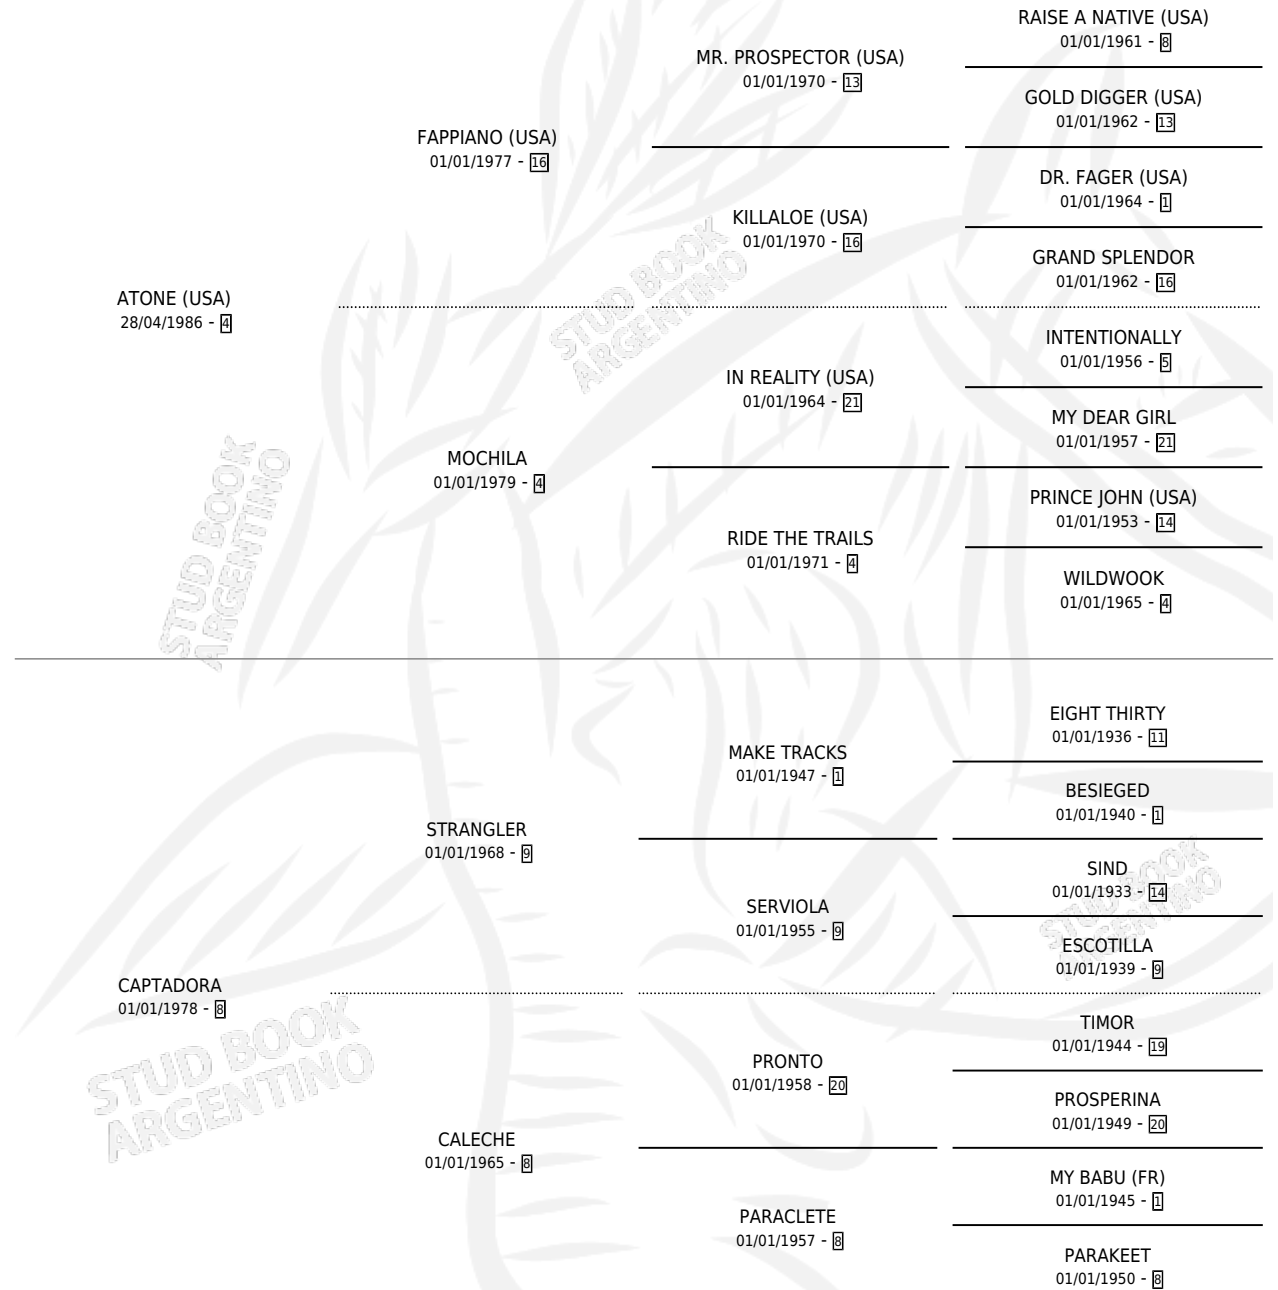 RAISE A NATIVE (USA)
01/01/1961 - 8
MR. PROSPECTOR (USA)
01/01/1970 - 13
GOLD DIGGER (USA)
01/01/1962 - 13
FAPPIANO (USA)
01/01/1977 - 16
DR. FAGER (USA)
01/01/1964 - 1
KILLALOE (USA)
01/01/1970 - 16
GRAND SPLENDOR
01/01/1962 - 16
ATONE (USA)
28/04/1986 - 4
INTENTIONALLY
01/01/1956 - 5
IN REALITY (USA)
01/01/1964 - 21
MY DEAR GIRL
01/01/1957 - 21
MOCHILA
01/01/1979 - 4
PRINCE JOHN (USA)
01/01/1953 - 14
RIDE THE TRAILS
01/01/1971 - 4
WILDWOOK
01/01/1965 - 4
EIGHT THIRTY
01/01/1936 - 11
MAKE TRACKS
01/01/1947 - 1
BESIEGED
01/01/1940 - 1
STRANGLER
01/01/1968 - 9
SIND
01/01/1933 - 14
SERVIOLA
01/01/1955 - 9
ESCOTILLA
01/01/1939 - 9
CAPTADORA
01/01/1978 - 8
TIMOR
01/01/1944 - 19
PRONTO
01/01/1958 - 20
PROSPERINA
01/01/1949 - 20
CALECHE
01/01/1965 - 8
MY BABU (FR)
01/01/1945 - 1
PARACLETE
01/01/1957 - 8
PARAKEET
01/01/1950 - 8
STUD BOOK
ARGENTINO
STUD BOOK
ARGENTINO
STUD BOOK
ARGENTINO
STUD BOOK
ARGENTINO